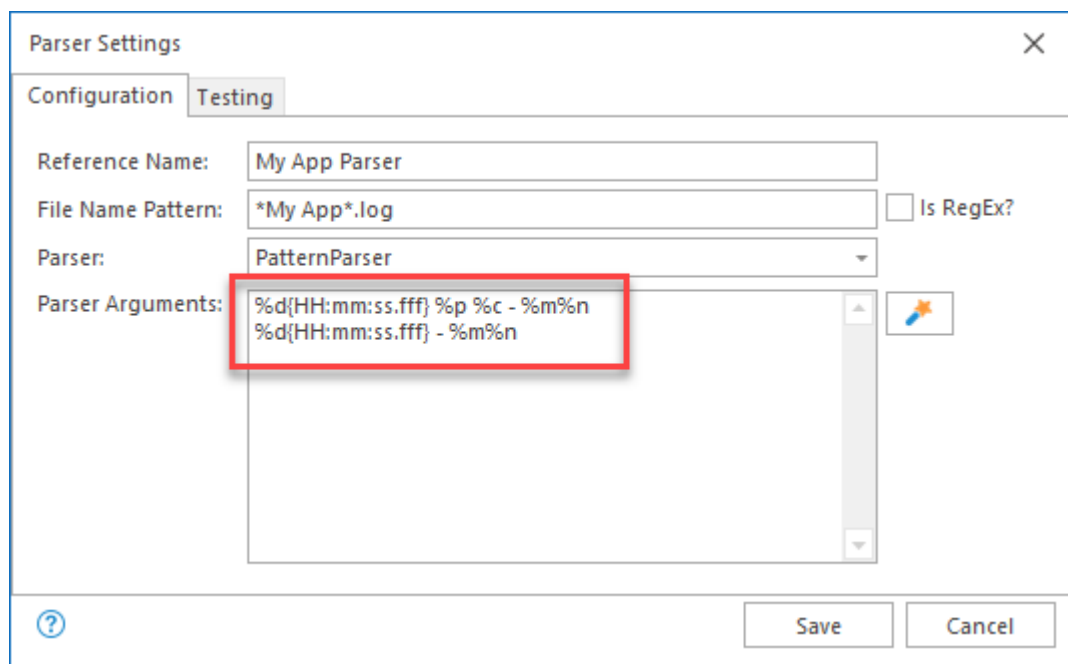 Parser Settings
Configuration
Testing
Reference Name: My App Parser
File Name Pattern: *My App*.log
Is RegEx?
Parser: PatternParser
Parser Arguments: %d{HH:mm:ss.fff} %p %c - %m%n
%d{HH:mm:ss.fff} - %m%n
?
Save
Cancel